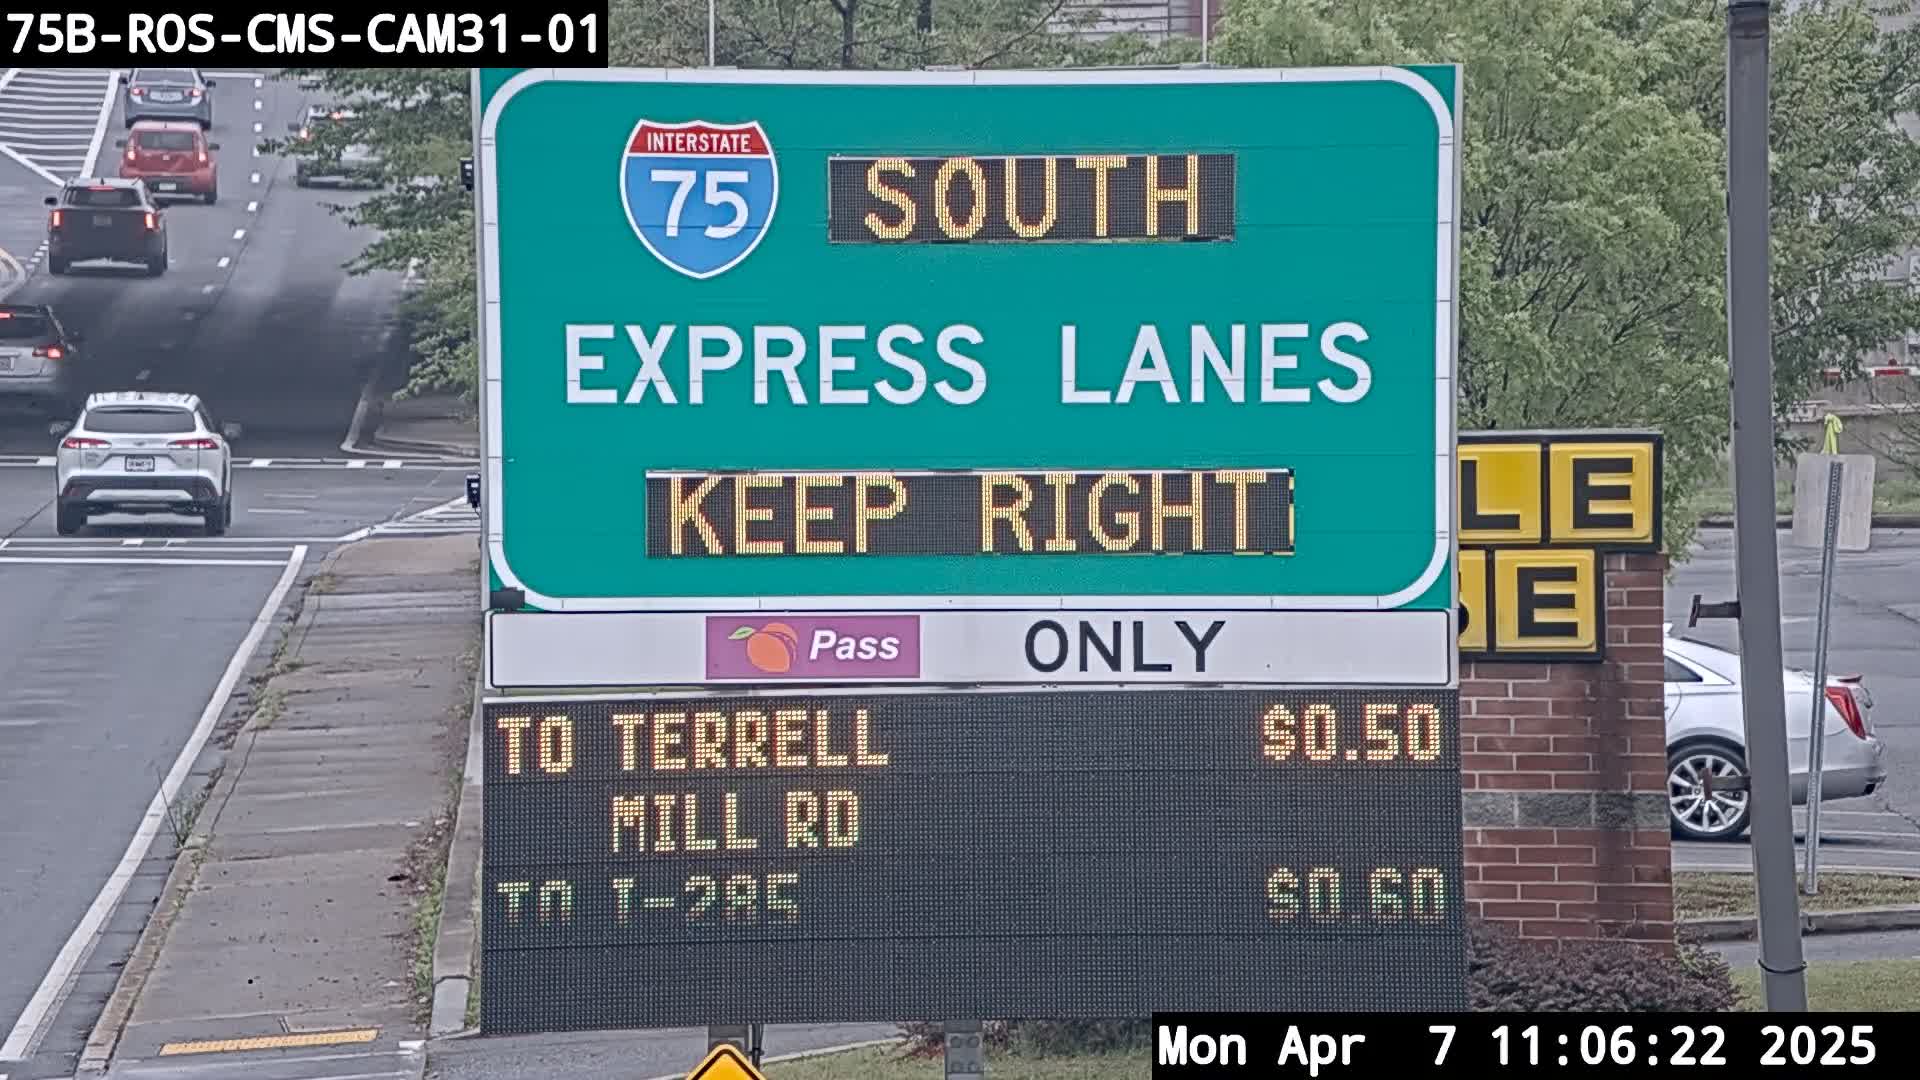 75B-ROS-CMS-CAM31-01
INTERSTATE
75
SOUTH
EXPRESS LANES
KEEP RIGHT
Pass ONLY
LE
E
TO TERRELL $0.50
MILL RD
TO I-285 $0.60
Mon Apr 7 11:06:22 2025